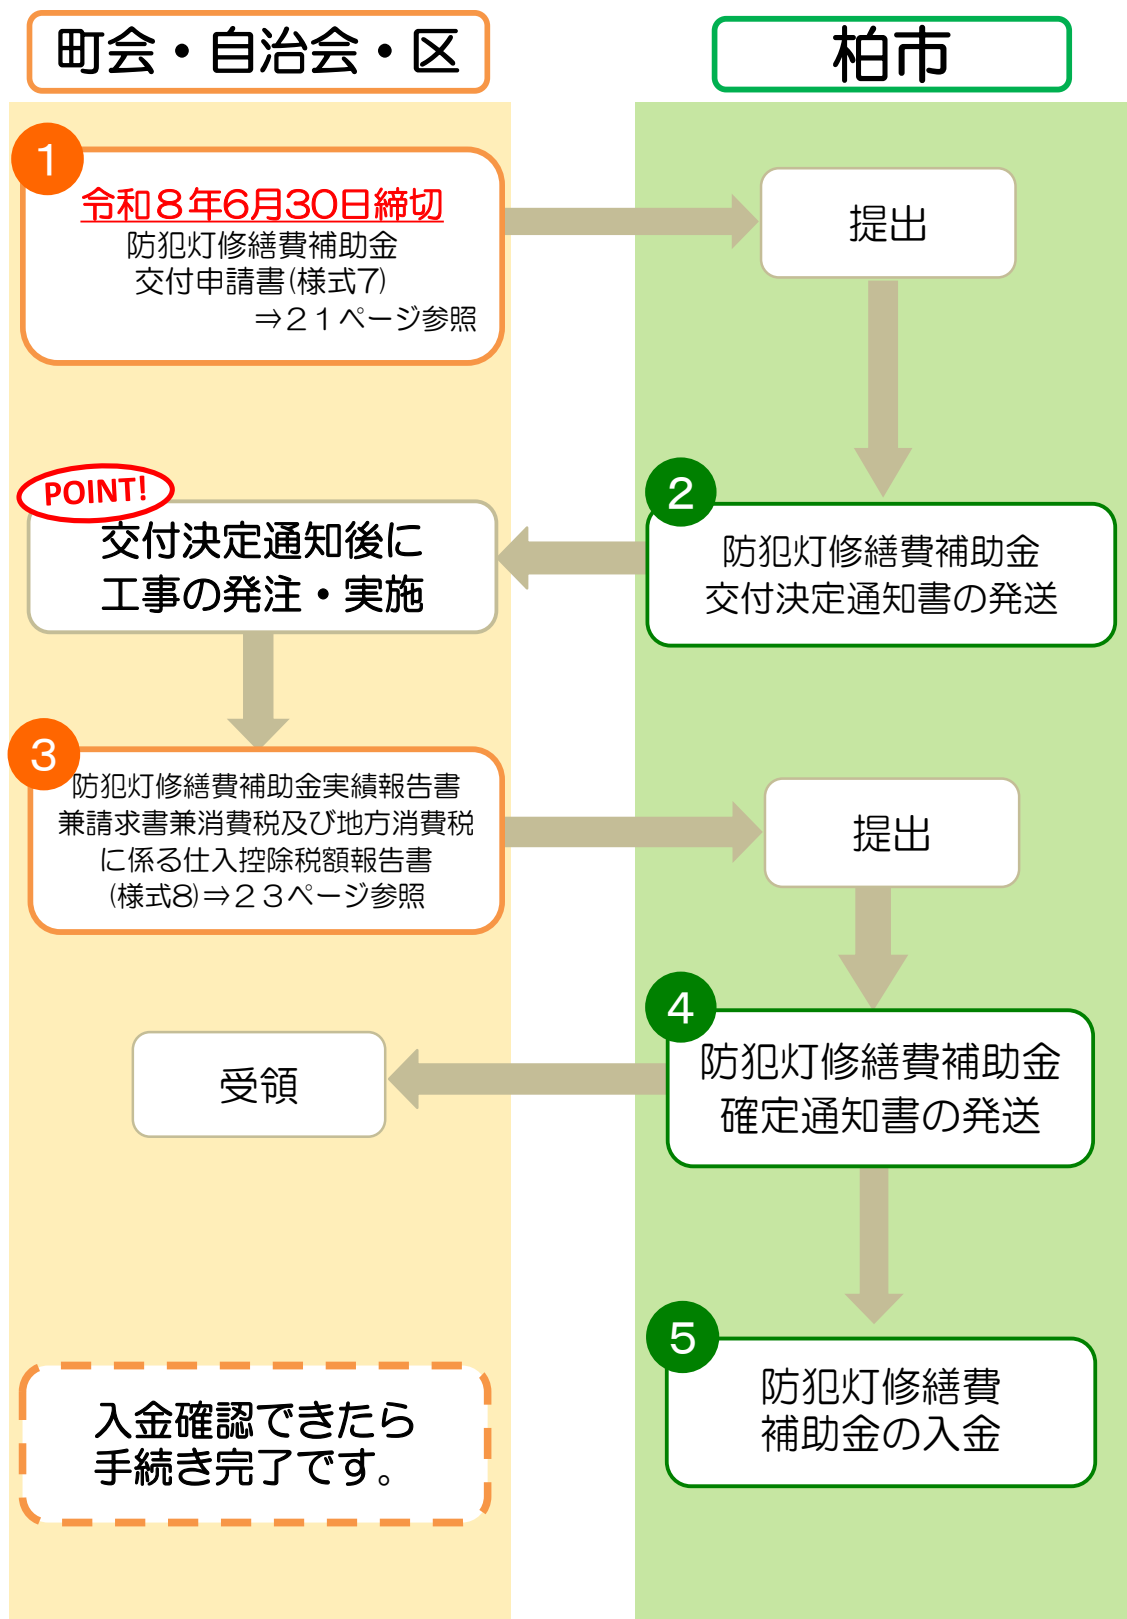 町会・自治会・区
柏市
1
令和８年6月30日締切
防犯灯修繕費補助金
交付申請書(様式7)
⇒２１ページ参照
提出
POINT!
交付決定通知後に
工事の発注・実施
2
防犯灯修繕費補助金
交付決定通知書の発送
3
防犯灯修繕費補助金実績報告書
兼請求書兼消費税及び地方消費税
に係る仕入控除税額報告書
(様式8)⇒２３ページ参照
提出
4
防犯灯修繕費補助金
確定通知書の発送
受領
5
防犯灯修繕費
補助金の入金
入金確認できたら
手続き完了です。